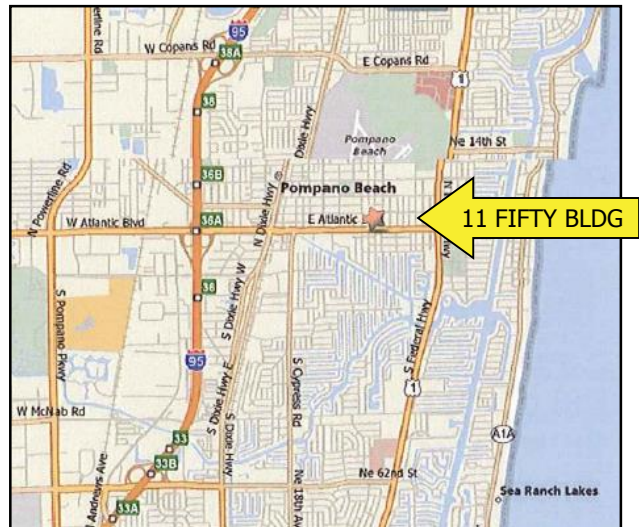 95
W Copans Rd
38A
E Copans Rd
1
38
Dixie Hwy
Pompano
Beach
Ne 14th St
N Powerline Rd
36B
Pompano Beach
N Dixie Hwy
W Atlantic Blvd
36A
E Atlantic
11 FIFTY BLDG
36
S Dixie Hwy W
S Pompano Pkwy
95
S Cypress Rd
S Federal Hwy
S Dixie Hwy E
1
W McNab Rd
S Dixie Hwy
33
A1A
33B
Ne 62nd St
Andrews Ave
Ne 18th Av
Sea Ranch Lakes
33A